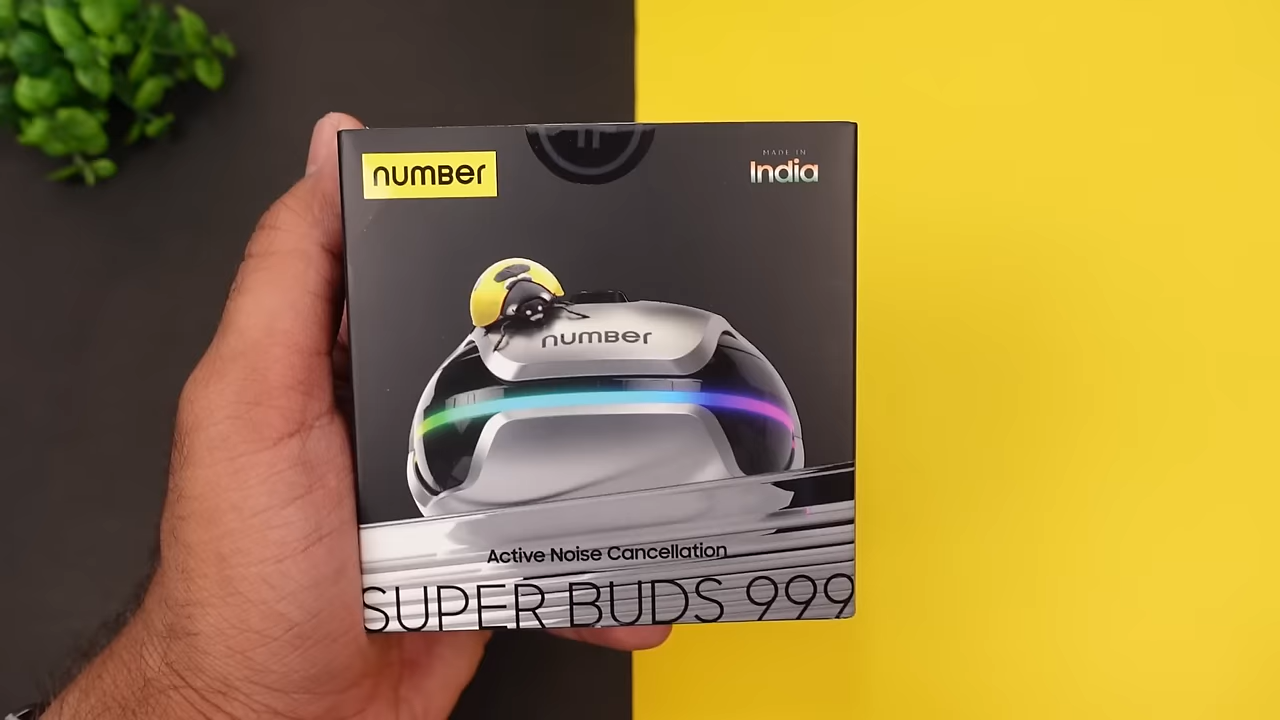 number
MADE IN
India
number
Active Noise Cancellation
SUPER BUDS 999